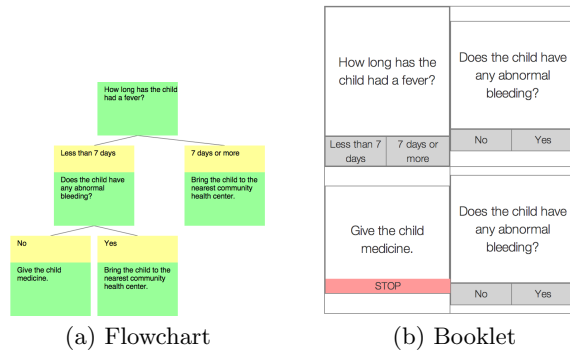 How long has the child
had a fever?
Less than 7 days
7 days or more
Does the child have
any abnormal
bleeding?
Bring the child to the
nearest community
health center.
No
Yes
Give the child
medicine.
Bring the child to the
nearest community
health center.
(a) Flowchart
How long has the
child had a fever?
Less than 7
days
7 days or
more
Does the child have
any abnormal
bleeding?
No
Yes
Give the child
medicine.
STOP
Does the child have
any abnormal
bleeding?
No
Yes
(b) Booklet